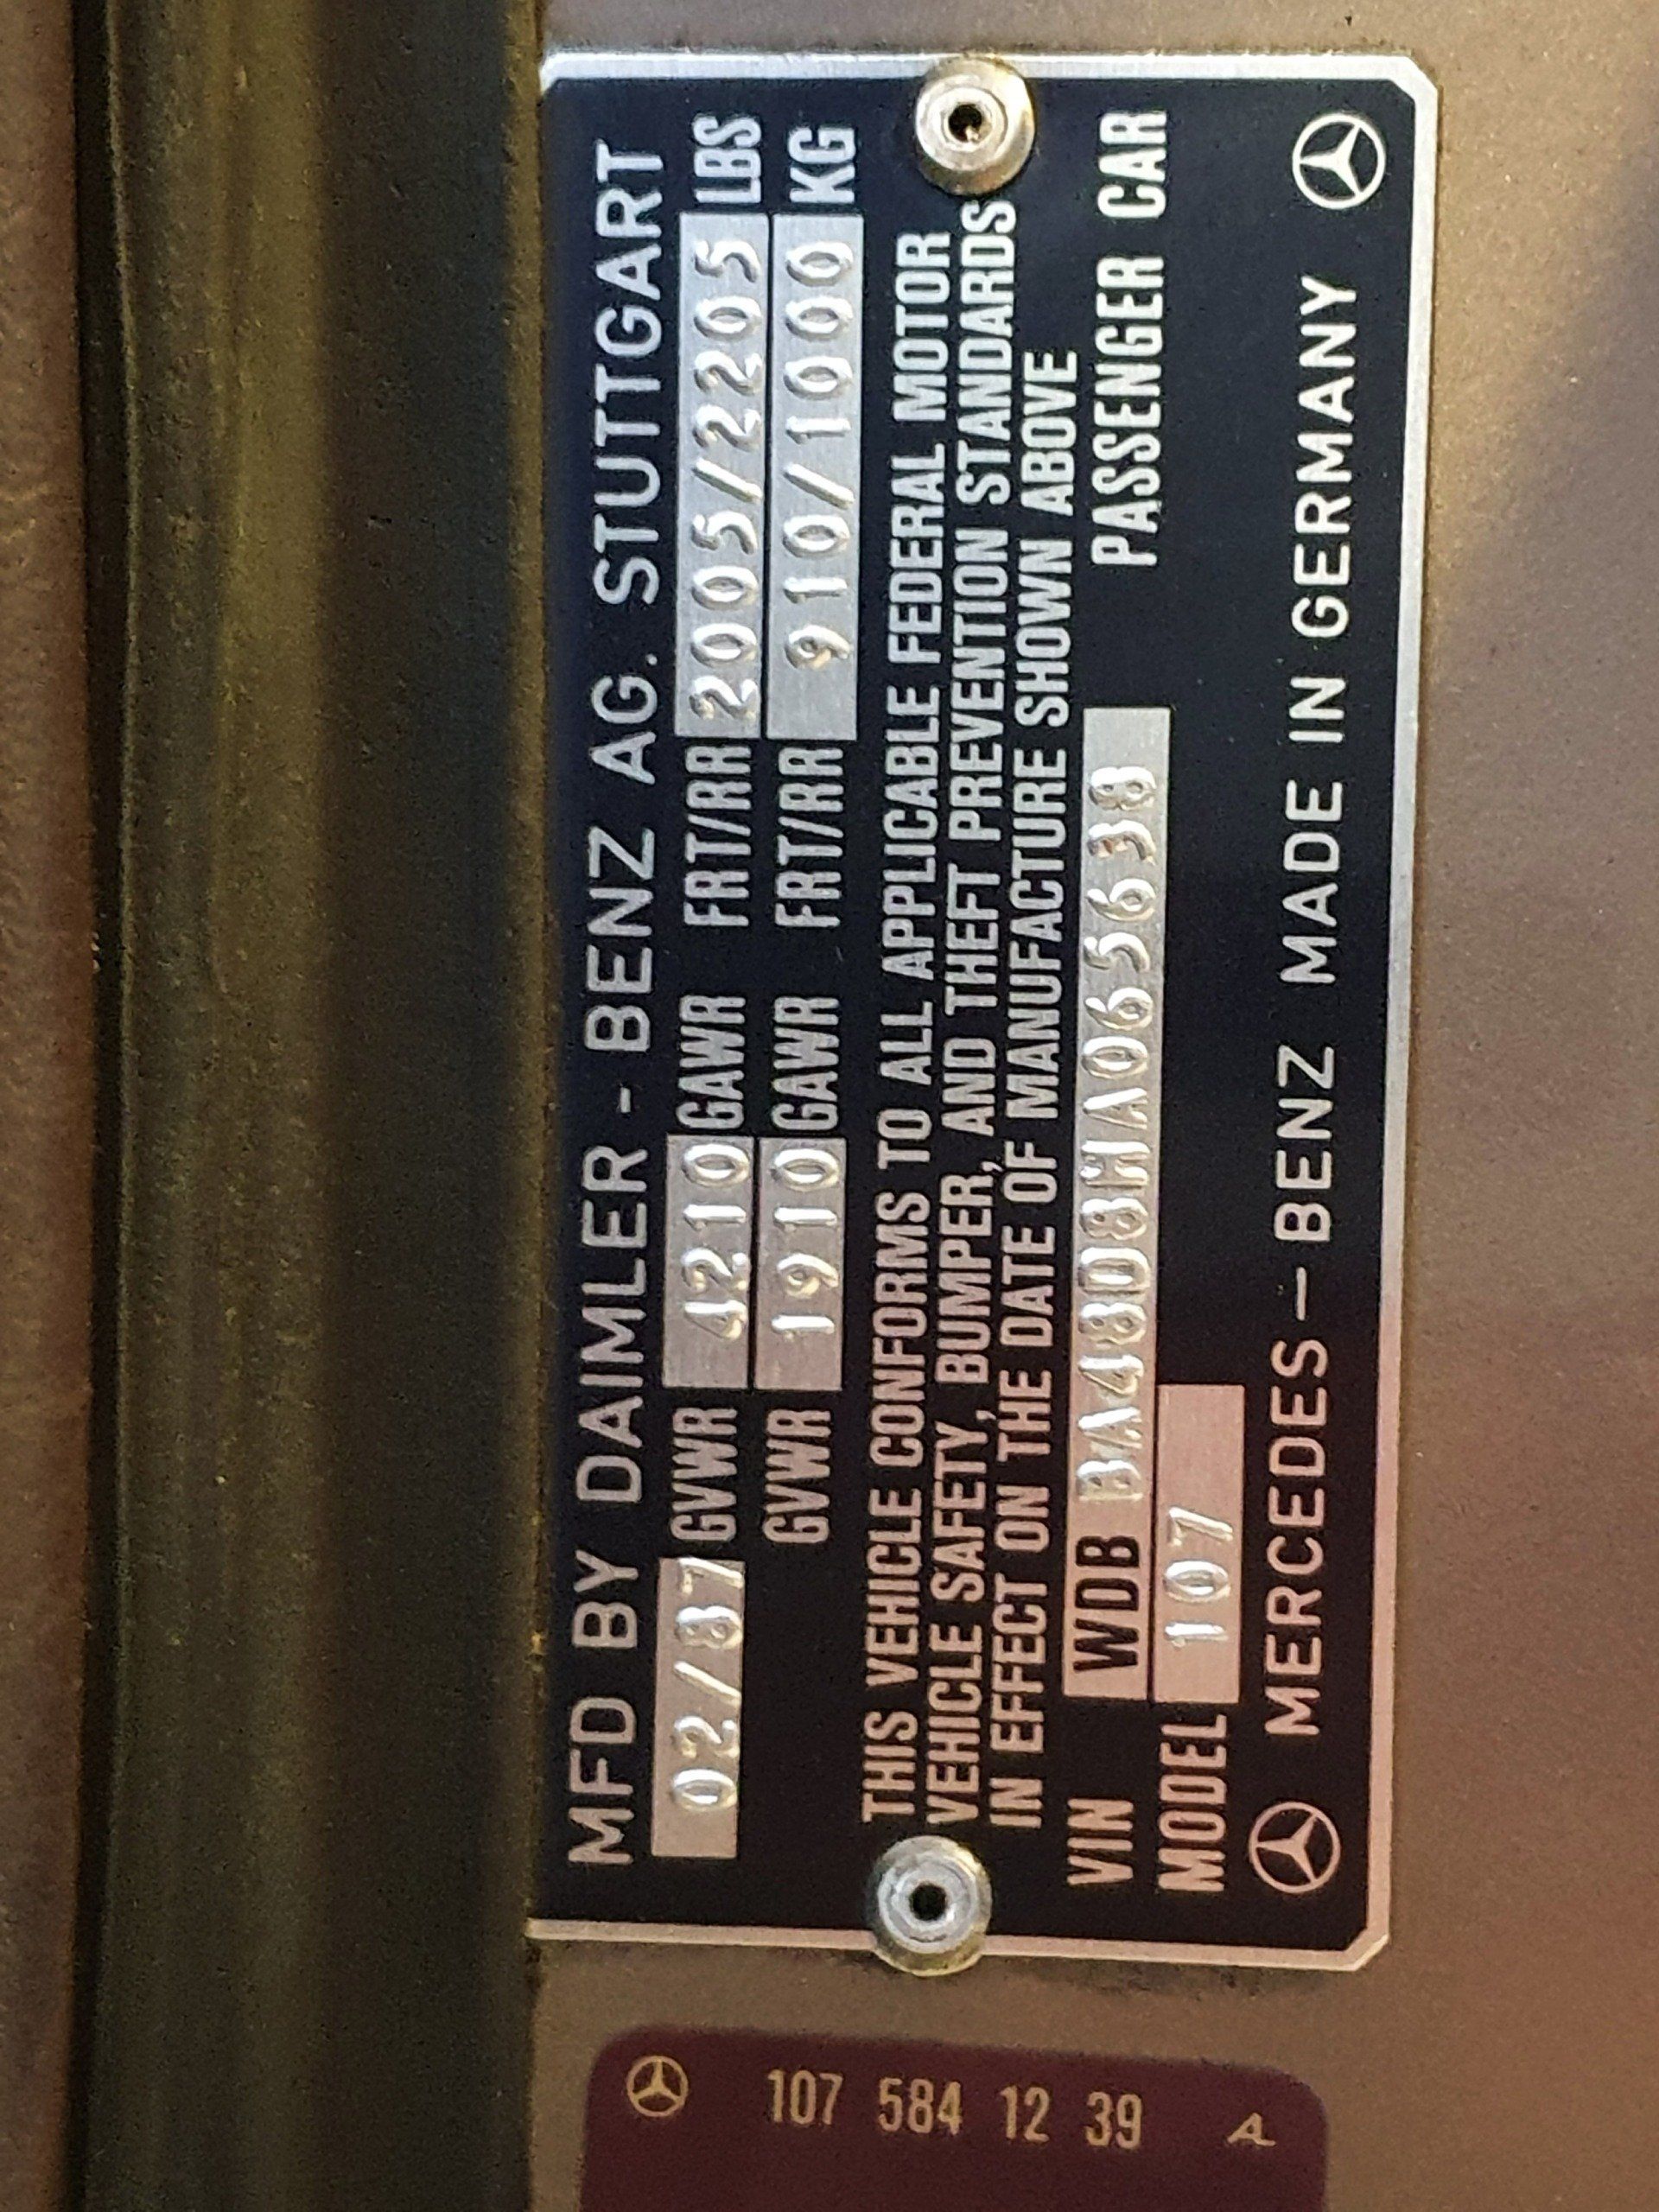 MFD BY DAIMLER - BENZ AG. STUTTGART
02/87 GVWR 4210 GAWR FRT/RR 2005/2205 LBS
GVWR 1910 GAWR FRT/RR 910/1000 KG
THIS VEHICLE CONFORMS TO ALL APPLICABLE FEDERAL MOTOR
VEHICLE SAFETY, BUMPER, AND THEFT PREVENTION STANDARDS
IN EFFECT ON THE DATE OF MANUFACTURE SHOWN ABOVE
VIN WDB BA48D8HA065638 PASSENGER CAR
MODEL 107
MERCEDES-BENZ MADE IN GERMANY
107 584 12 39 A